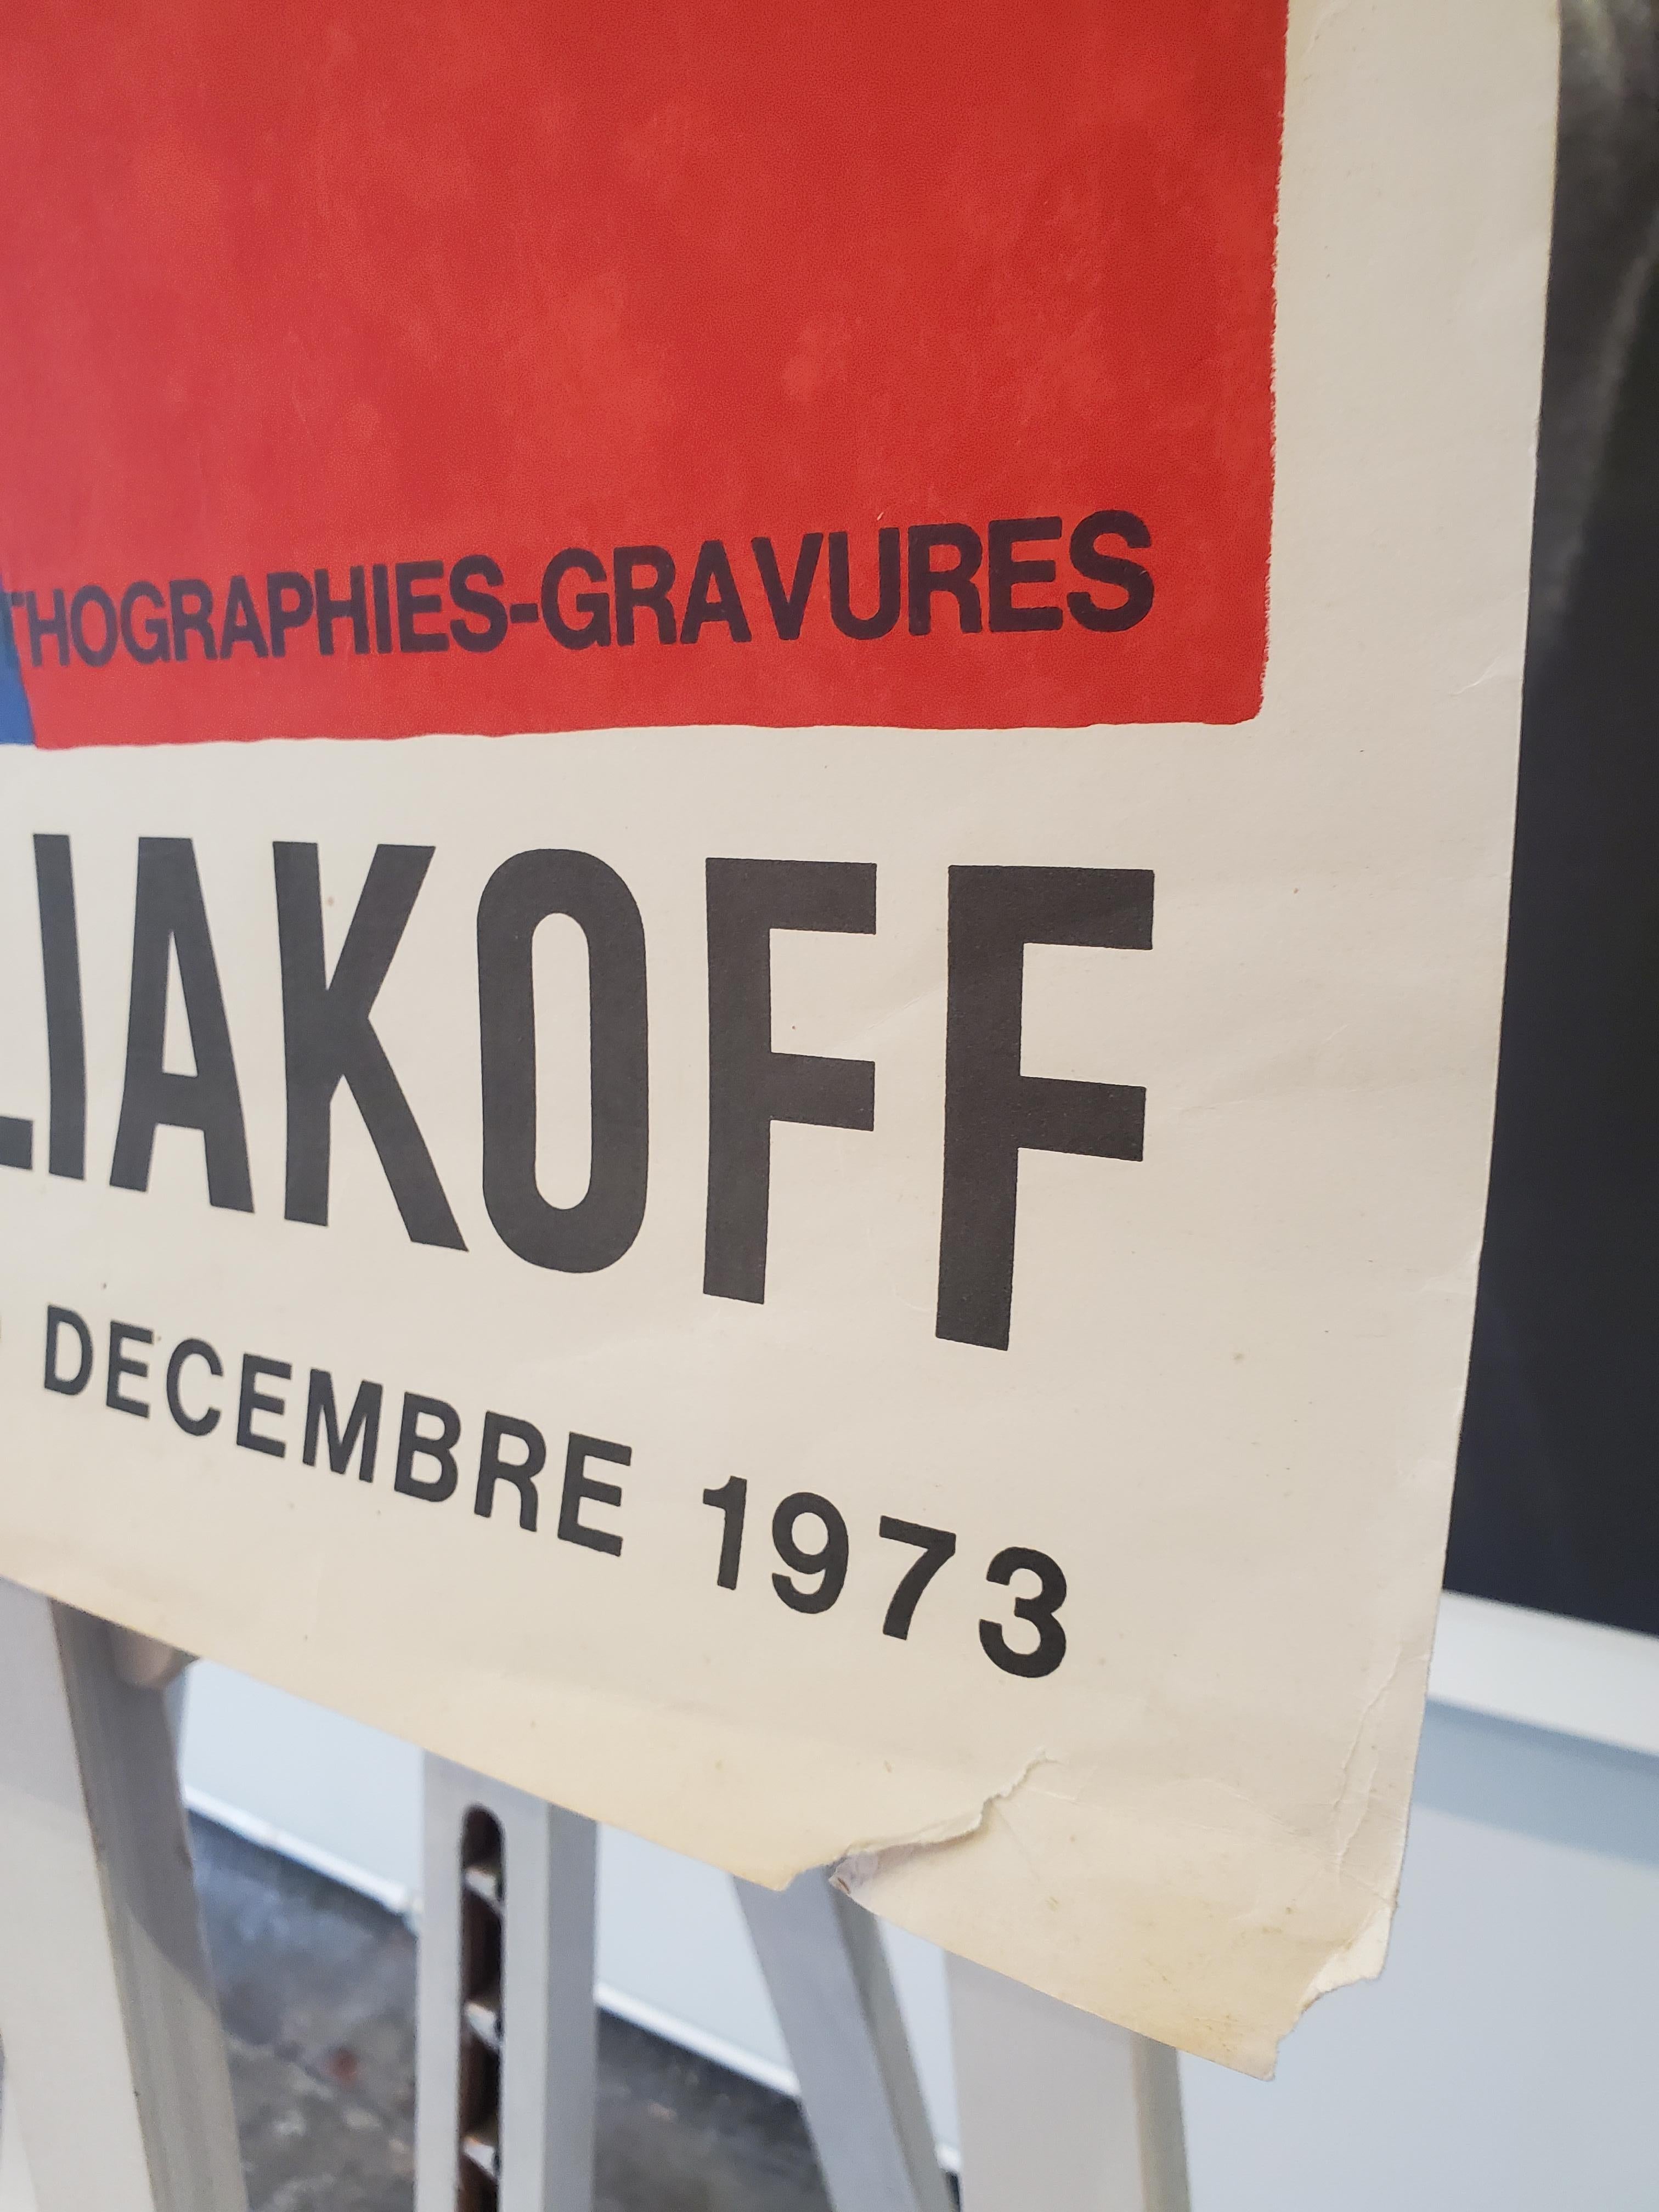 THOGRAPHIES-GRAVURES
LIAKOFF
DECEMBRE 1973